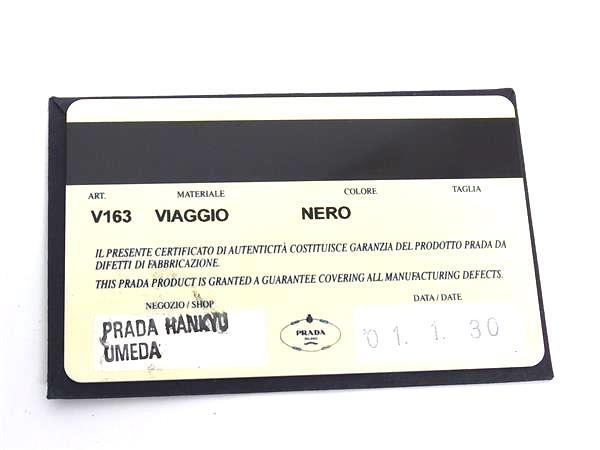 ART. MATERIALE COLORE TAGLIA
V163 VIAGGIO NERO
IL PRESENTE CERTIFICATO DI AUTENTICITÀ COSTITUISCE GARANZIA DEL PRODOTTO PRADA DA
DIFETTI DI FABBRICAZIONE.
THIS PRADA PRODUCT IS GRANTED A GUARANTEE COVERING ALL MANUFACTURING DEFECTS.
NEGOZIO / SHOP DATA / DATE
PRADA HANKYU
UMEDA
PRADA
MILANO
01. 1. 30